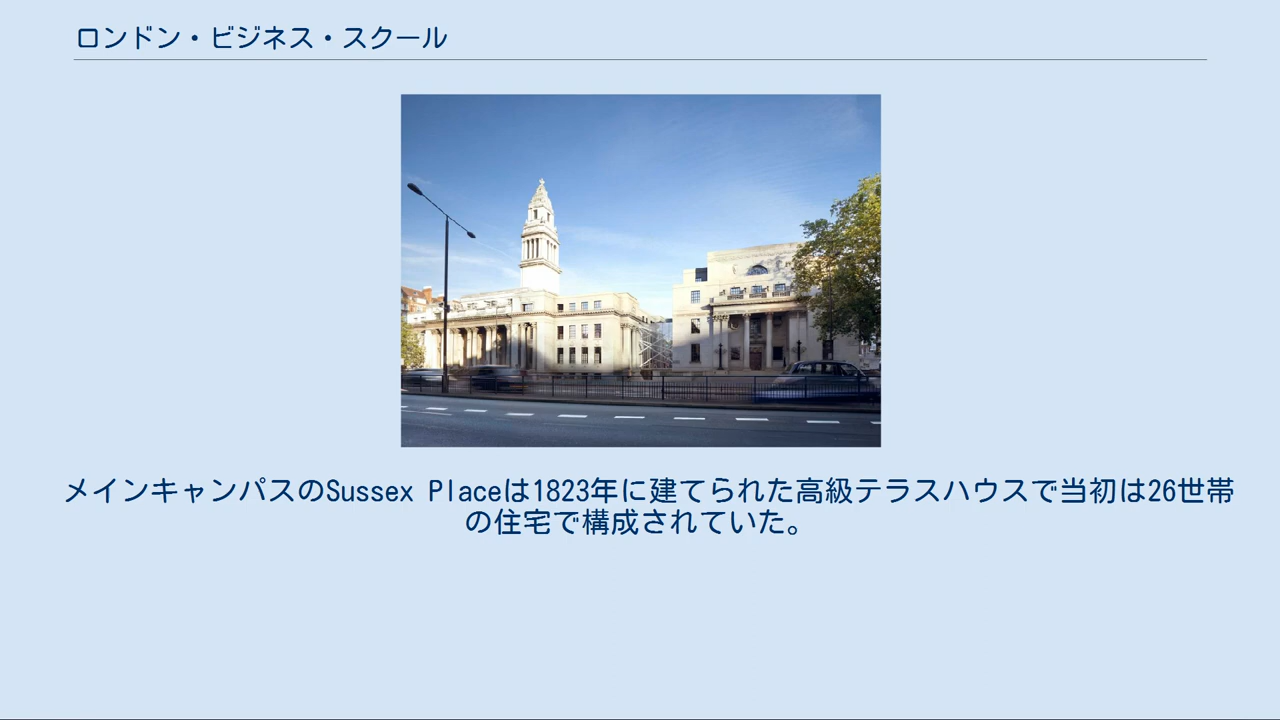 ロンドン・ビジネス・スクール
メインキャンパスのSussex Placeは1823年に建てられた高級テラスハウスで当初は26世帯
の住宅で構成されていた。